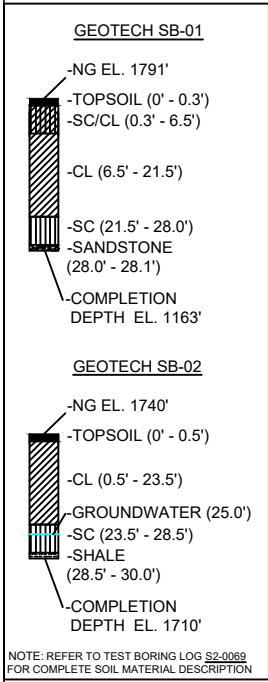 GEOTECH SB-01
-NG EL. 1791'
-TOPSOIL (0' - 0.3')
-SC/CL (0.3' - 6.5')
-CL (6.5' - 21.5')
-SC (21.5' - 28.0')
-SANDSTONE
(28.0' - 28.1')
-COMPLETION
DEPTH EL. 1163'
GEOTECH SB-02
-NG EL. 1740'
-TOPSOIL (0' - 0.5')
-CL (0.5' - 23.5')
-GROUNDWATER (25.0')
-SC (23.5' - 28.5')
-SHALE
(28.5' - 30.0')
-COMPLETION
DEPTH EL. 1710'
NOTE: REFER TO TEST BORING LOG S2-0069
FOR COMPLETE SOIL MATERIAL DESCRIPTION